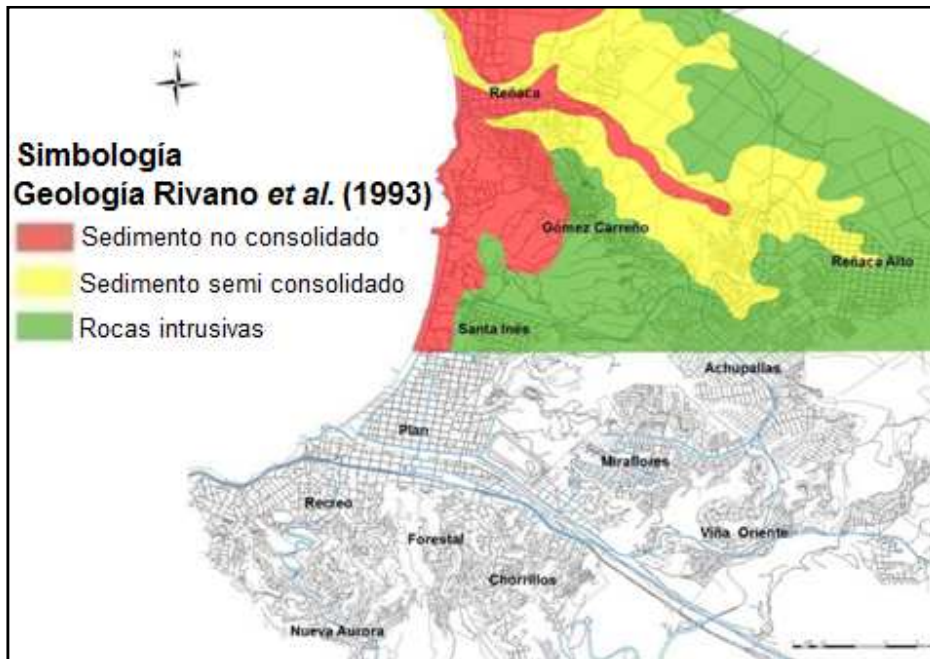 N
Reñaca
Simbología
Geología Rivano et al. (1993)
Sedimento no consolidado
Sedimento semi consolidado
Rocas intrusivas
Gómez Carreño
Reñaca Alto
Santa Inés
Achupallas
Plan
Miraflores
Recreo
Viña Oriente
Forestal
Chorrillos
Nueva Aurora